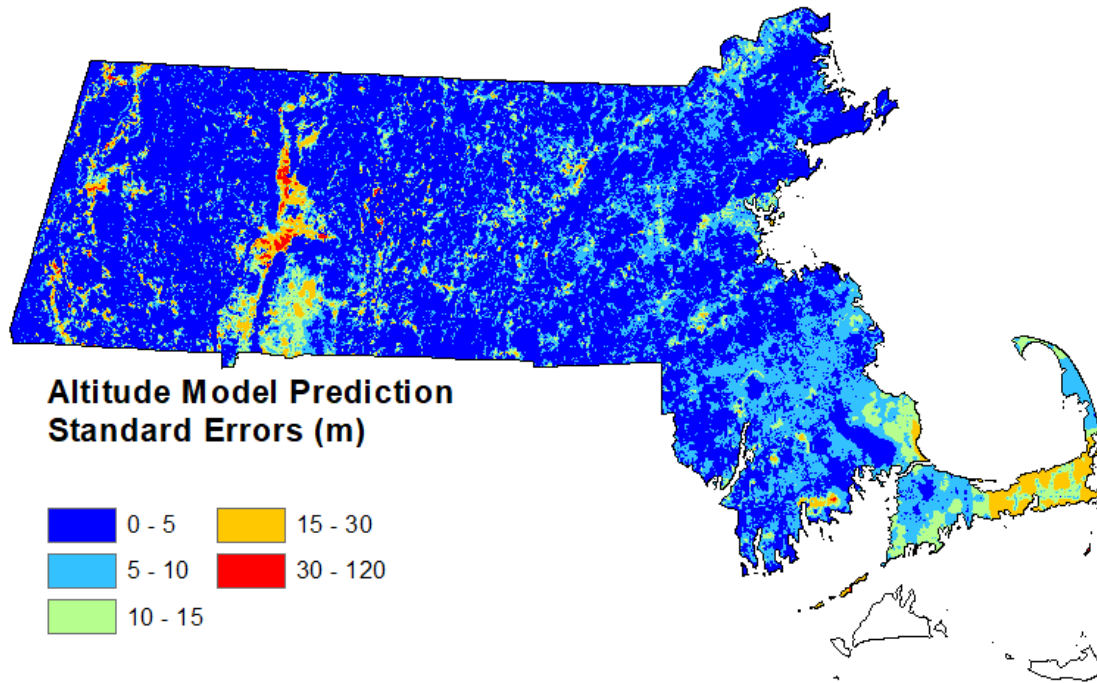 Altitude Model Prediction
Standard Errors (m)
0 - 5
15 - 30
5 - 10
30 - 120
10 - 15